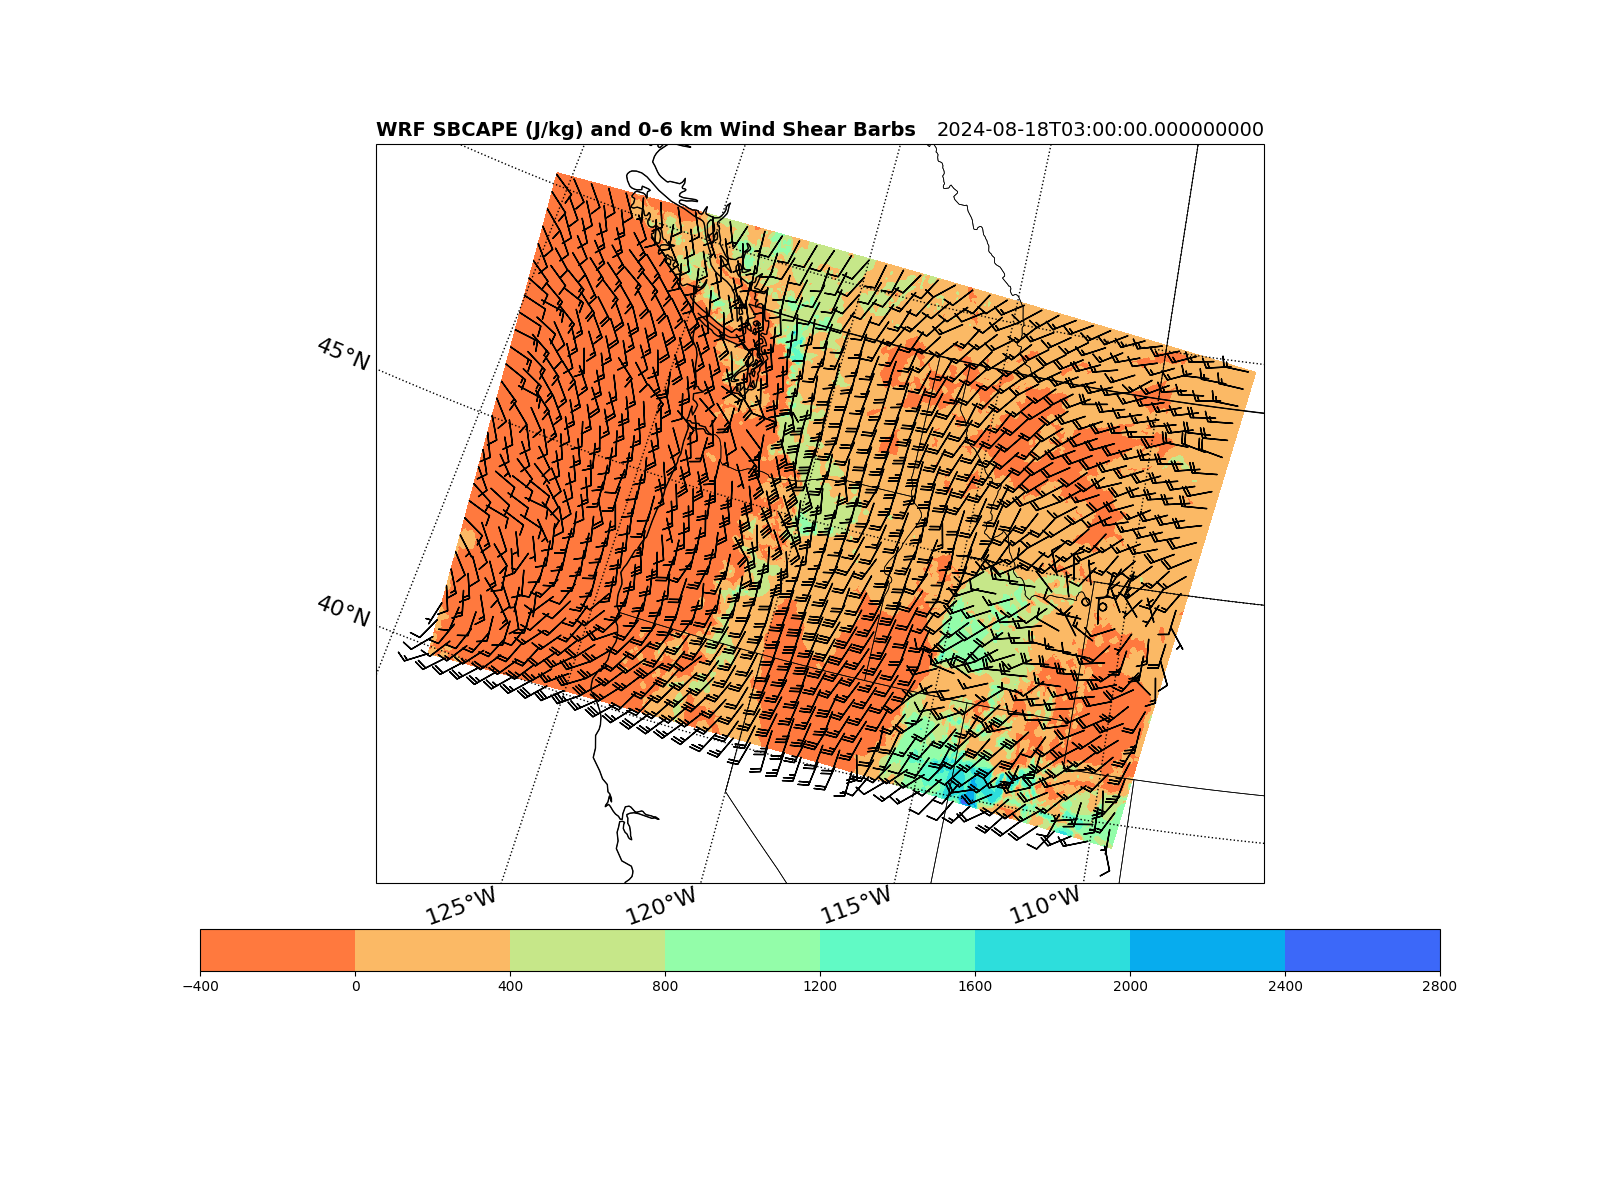 WRF SBCAPE (J/kg) and 0-6 km Wind Shear Barbs 2024-08-18T03:00:00.000000000
45°N
40°N
125°W 120°W 115°W 110°W
−400 0 400 800 1200 1600 2000 2400 2800